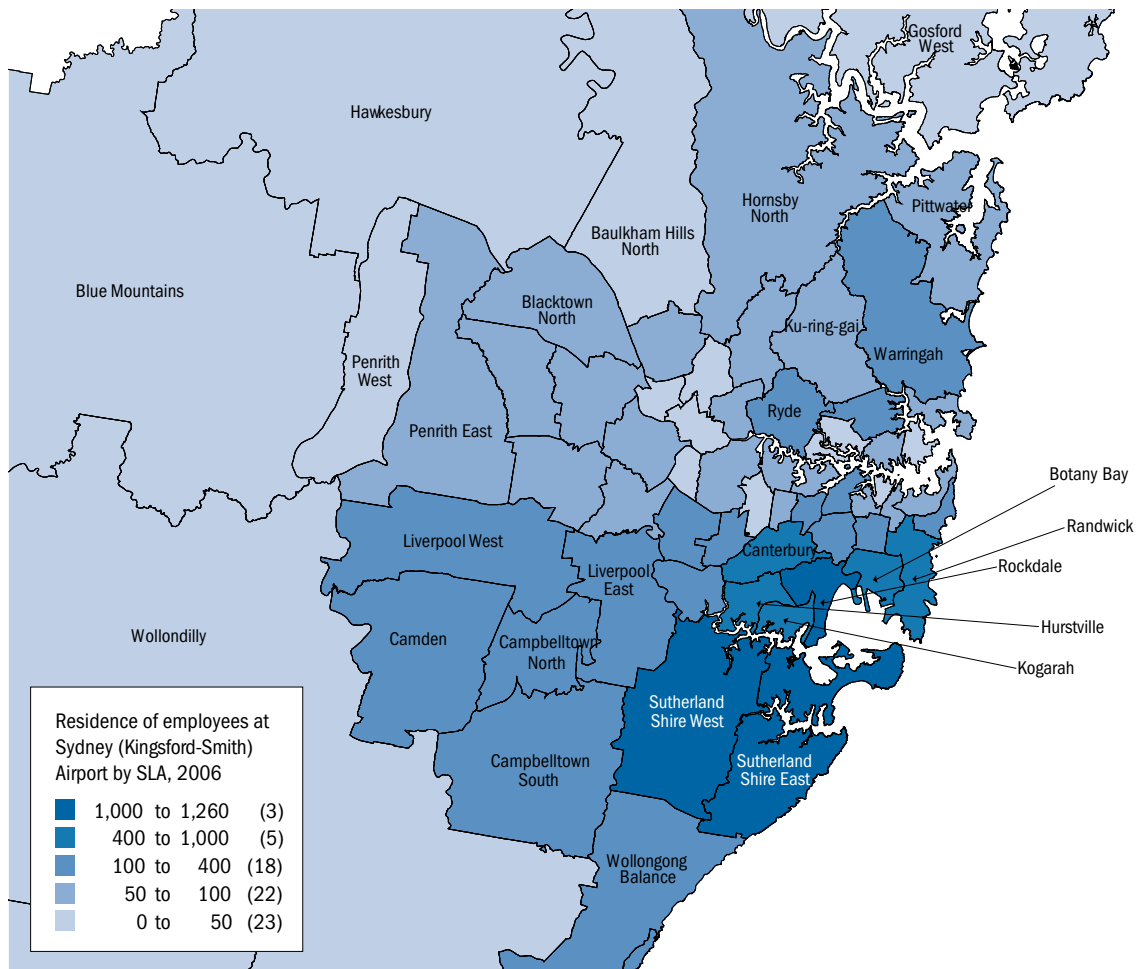 Gosford
West
Hawkesbury
Hornsby
North
Pittwater
Baulkham Hills
North
Blue Mountains
Blacktown
North
Ku-ring-gai
Warringah
Penrith
West
Penrith East
Ryde
Botany Bay
Randwick
Liverpool West
Canterbury
Rockdale
Liverpool
East
Hurstville
Wollondilly
Camden
Campbelltown
North
Kogarah
Sutherland
Shire West
Sutherland
Shire East
Campbelltown
South
Wollongong
Balance
Residence of employees at
Sydney (Kingsford-Smith)
Airport by SLA, 2006
1,000 to 1,260 (3)
400 to 1,000 (5)
100 to 400 (18)
50 to 100 (22)
0 to 50 (23)